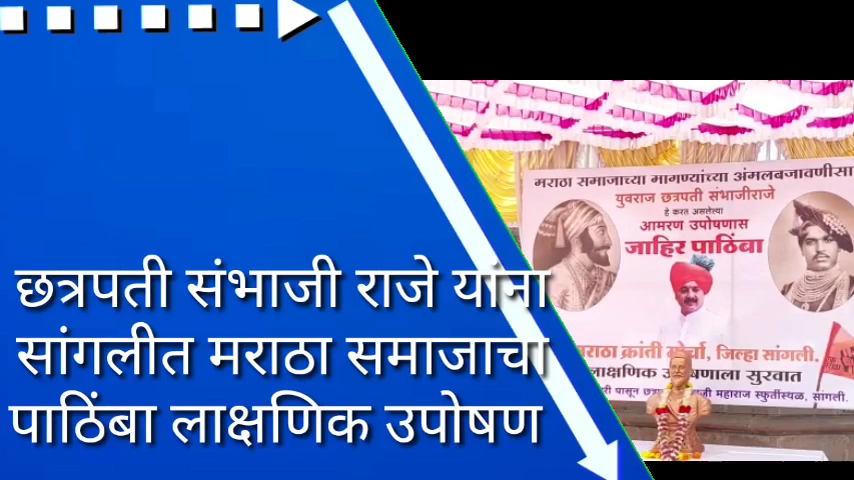 छत्रपती संभाजी राजे यांना
सांगलीत मराठा समाजाचा
पाठिंबा लाक्षणिक उपोषण
मराठा समाजाच्या मागण्यांच्या अंमलबजावणीसा
युवराज छत्रपती संभाजीराजे
हे करत असलेल्या
आमरण उपोषणास
जाहिर पाठिंबा
राठा क्रांती मोर्चा, जिल्हा सांगली.
लाक्षणिक उपोषणाला सुरवात
पासून महाराज स्फुर्तीस्थळ, सांगली.